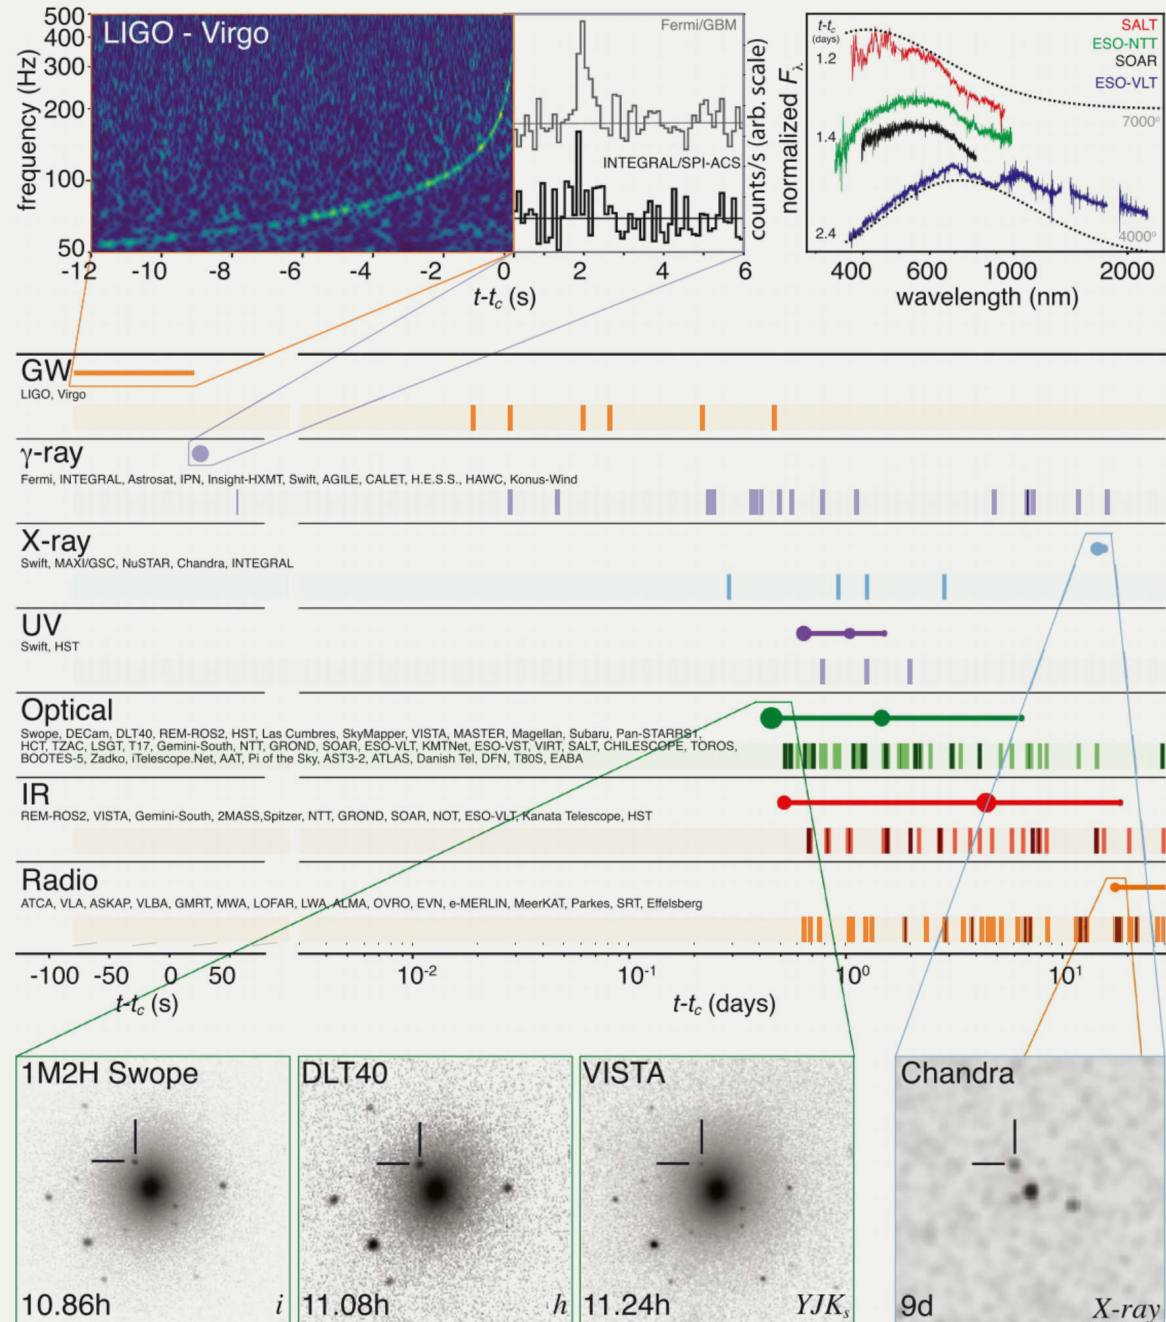 LIGO - Virgo
frequency (Hz)
500
400
300
200
100
50
-12
-10
-8
-6
-4
-2
0
2
4
6
t-tc (s)
Fermi/GBM
INTEGRAL/SPI-ACS
counts/s (arb. scale)
normalized Fλ
t-tc
(days)
1.2
1.4
2.4
SALT
ESO-NTT
SOAR
ESO-VLT
7000°
4000°
400
600
1000
2000
wavelength (nm)
GW
LIGO, Virgo
γ-ray
Fermi, INTEGRAL, Astrosat, IPN, Insight-HXMT, Swift, AGILE, CALET, H.E.S.S., HAWC, Konus-Wind
X-ray
Swift, MAXI/GSC, NuSTAR, Chandra, INTEGRAL
UV
Swift, HST
Optical
Swope, DECam, DLT40, REM-ROS2, HST, Las Cumbres, SkyMapper, VISTA, MASTER, Magellan, Subaru, Pan-STARRS1,
HCT, TZAC, LSGT, T17, Gemini-South, NTT, GROND, SOAR, ESO-VLT, KMTNet, ESO-VST, VIRT, SALT, CHILESCOPE, TOROS,
BOOTES-5, Zadko, iTelescope.Net, AAT, Pi of the Sky, AST3-2, ATLAS, Danish Tel, DFN, T80S, EABA
IR
REM-ROS2, VISTA, Gemini-South, 2MASS,Spitzer, NTT, GROND, SOAR, NOT, ESO-VLT, Kanata Telescope, HST
Radio
ATCA, VLA, ASKAP, VLBA, GMRT, MWA, LOFAR, LWA, ALMA, OVRO, EVN, e-MERLIN, MeerKAT, Parkes, SRT, Effelsberg
-100
-50
0
50
10-2
10-1
100
101
t-tc (s)
t-tc (days)
1M2H Swope
10.86h
i
DLT40
11.08h
h
VISTA
11.24h
YJKs
Chandra
9d
X-ray